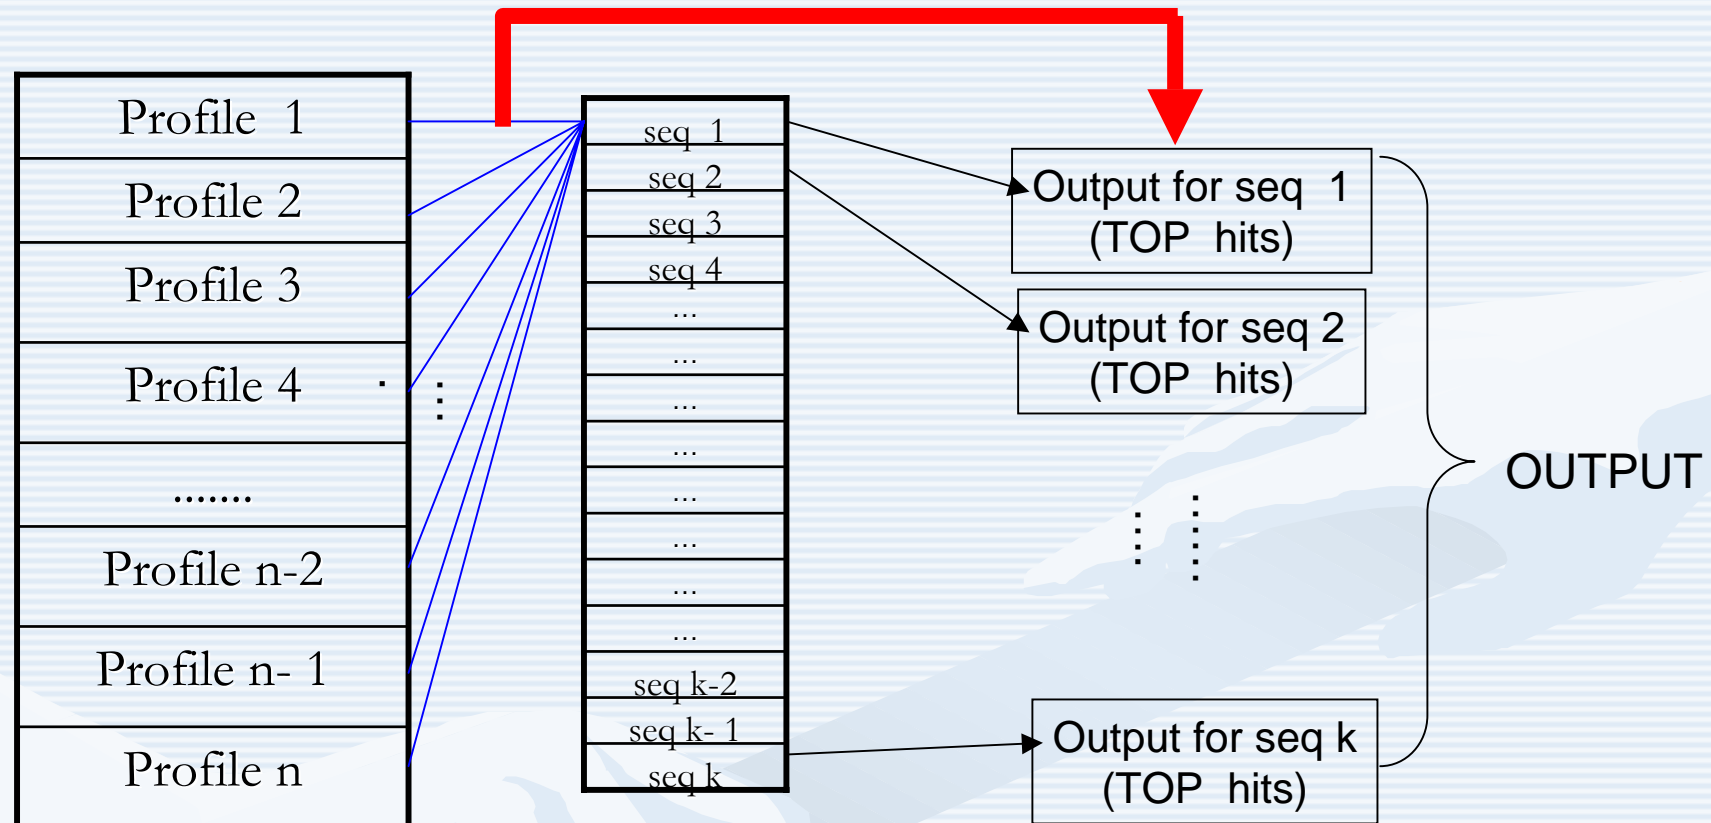 Profile 1
Profile 2
Profile 3
Profile 4
.......
Profile n-2
Profile n- 1
Profile n
seq 1
seq 2
seq 3
seq 4
...
...
...
...
...
...
...
...
seq k-2
seq k- 1
seq k
Output for seq 1
(TOP hits)
Output for seq 2
(TOP hits)
Output for seq k
(TOP hits)
OUTPUT